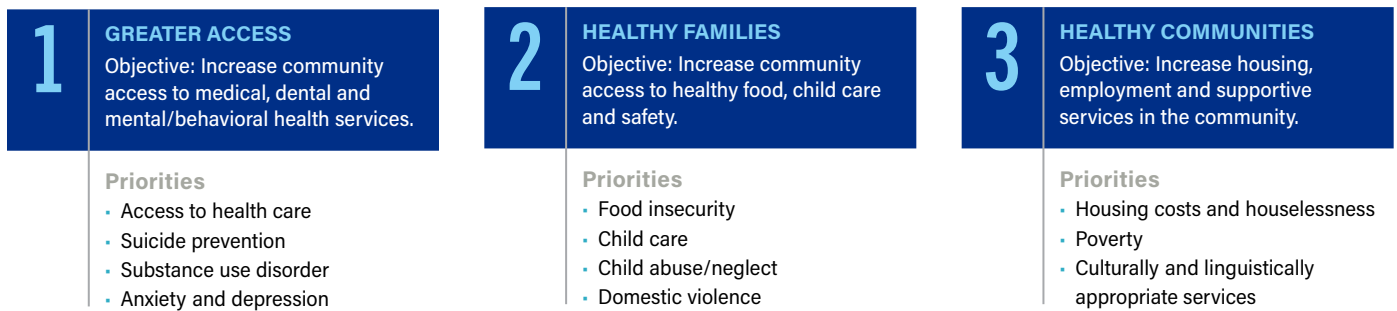 1
GREATER ACCESS
Objective: Increase community
access to medical, dental and
mental/behavioral health services.
Priorities
· Access to health care
· Suicide prevention
· Substance use disorder
· Anxiety and depression
2
HEALTHY FAMILIES
Objective: Increase community
access to healthy food, child care
and safety.
Priorities
· Food insecurity
· Child care
· Child abuse/neglect
· Domestic violence
3
HEALTHY COMMUNITIES
Objective: Increase housing,
employment and supportive
services in the community.
Priorities
· Housing costs and houselessness
· Poverty
· Culturally and linguistically
appropriate services